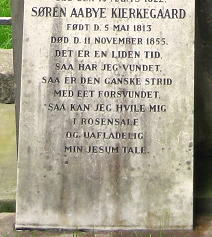 SØREN AABYE KIERKEGAARD
FØDT D. 5 MAI 1813
DØD D. 11 NOVEMBER 1855.
DET ER EN LIDEN TID,
SAA HAR JEG VUNDET,
SAA ER DEN GANSKE STRID
MED EET FORSVUNDET,
SAA KAN JEG HVILE MIG
I ROSENSALE
OG UAFLADELIG
MIN JESUM TALE.